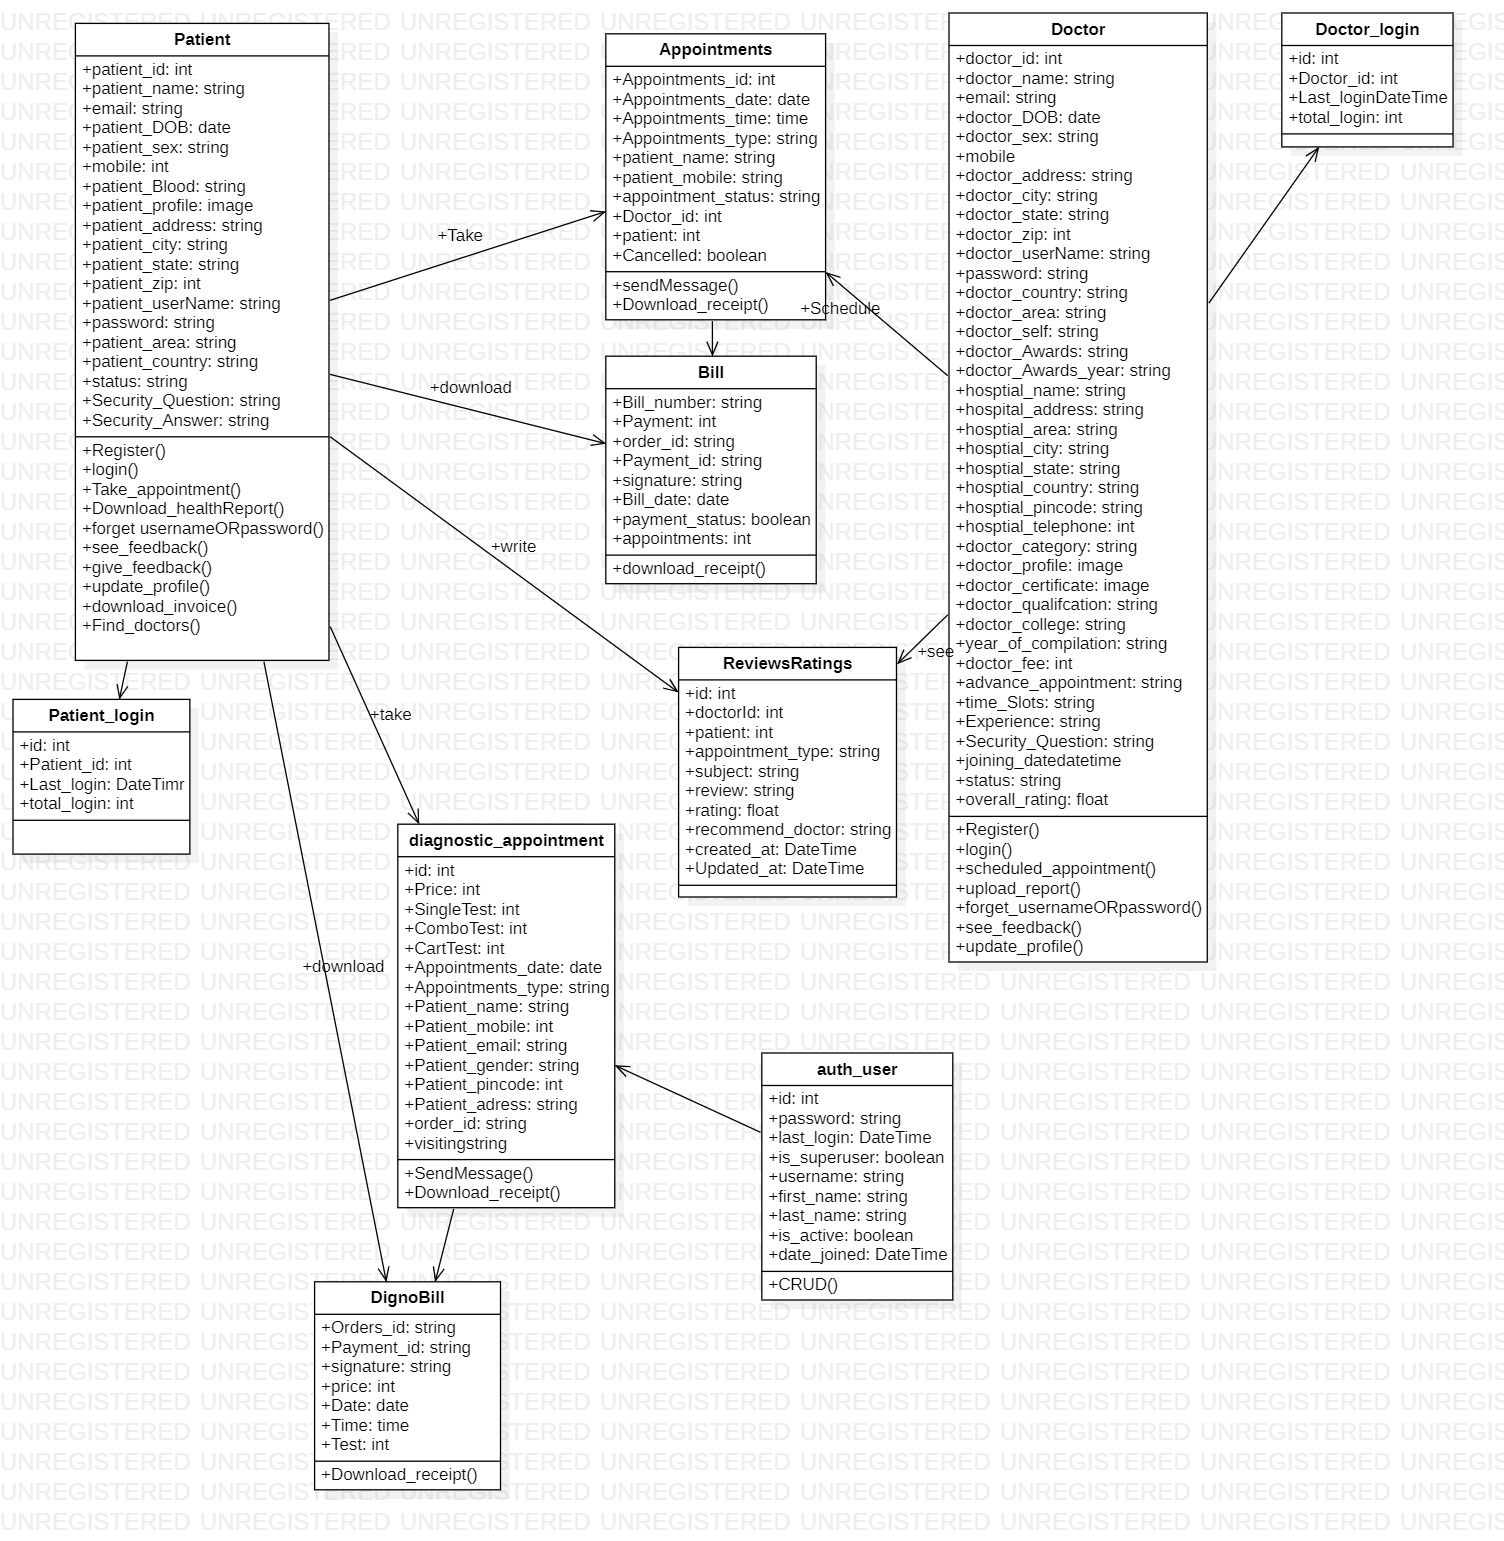 Patient
+patient_id: int
+patient_name: string
+email: string
+patient_DOB: date
+patient_sex: string
+mobile: int
+patient_Blood: string
+patient_profile: image
+patient_address: string
+patient_city: string
+patient_state: string
+patient_zip: int
+patient_userName: string
+password: string
+patient_area: string
+patient_country: string
+status: string
+Security_Question: string
+Security_Answer: string
+Register()
+login()
+Take_appointment()
+Download_healthReport()
+forget usernameORpassword()
+see_feedback()
+give_feedback()
+update_profile()
+download_invoice()
+Find_doctors()
+Take
+download
+write
+take
+download
Appointments
+Appointments_id: int
+Appointments_date: date
+Appointments_time: time
+Appointments_type: string
+patient_name: string
+patient_mobile: string
+appointment_status: string
+Doctor_id: int
+patient: int
+Cancelled: boolean
+sendMessage()
+Download_receipt()
+Schedule
Bill
+Bill_number: string
+Payment: int
+order_id: string
+Payment_id: string
+signature: string
+Bill_date: date
+payment_status: boolean
+appointments: int
+download_receipt()
Doctor
+doctor_id: int
+doctor_name: string
+email: string
+doctor_DOB: date
+doctor_sex: string
+mobile
+doctor_address: string
+doctor_city: string
+doctor_state: string
+doctor_zip: int
+doctor_userName: string
+password: string
+doctor_country: string
+doctor_area: string
+doctor_self: string
+doctor_Awards: string
+doctor_Awards_year: string
+hosptial_name: string
+hospital_address: string
+hosptial_area: string
+hosptial_city: string
+hosptial_state: string
+hosptial_country: string
+hosptial_pincode: string
+hosptial_telephone: int
+doctor_category: string
+doctor_profile: image
+doctor_certificate: image
+doctor_qualifcation: string
+doctor_college: string
+year_of_compilation: string
+doctor_fee: int
+advance_appointment: string
+time_Slots: string
+Experience: string
+Security_Question: string
+joining_datedatetime
+status: string
+overall_rating: float
+Register()
+login()
+scheduled_appointment()
+upload_report()
+forget_usernameORpassword()
+see_feedback()
+update_profile()
+see
Doctor_login
+id: int
+Doctor_id: int
+Last_loginDateTime
+total_login: int
ReviewsRatings
+id: int
+doctorId: int
+patient: int
+appointment_type: string
+subject: string
+review: string
+rating: float
+recommend_doctor: string
+created_at: DateTime
+Updated_at: DateTime
Patient_login
+id: int
+Patient_id: int
+Last_login: DateTimr
+total_login: int
diagnostic_appointment
+id: int
+Price: int
+SingleTest: int
+ComboTest: int
+CartTest: int
+Appointments_date: date
+Appointments_type: string
+Patient_name: string
+Patient_mobile: int
+Patient_email: string
+Patient_gender: string
+Patient_pincode: int
+Patient_adress: string
+order_id: string
+visitingstring
+SendMessage()
+Download_receipt()
auth_user
+id: int
+password: string
+last_login: DateTime
+is_superuser: boolean
+username: string
+first_name: string
+last_name: string
+is_active: boolean
+date_joined: DateTime
+CRUD()
DignoBill
+Orders_id: string
+Payment_id: string
+signature: string
+price: int
+Date: date
+Time: time
+Test: int
+Download_receipt()
UNREGISTERED